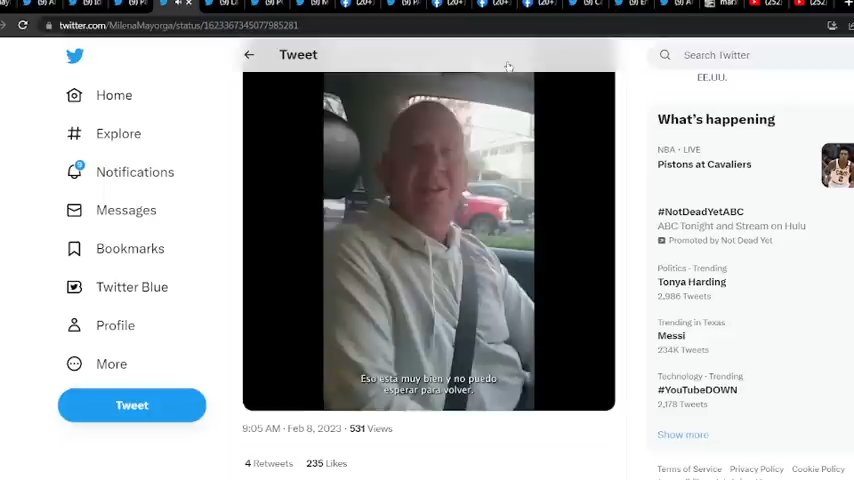 twitter.com/MilenaMayorga/status/1623367345077985281
Tweet
Search Twitter
Home
Explore
Notifications
Messages
Bookmarks
Twitter Blue
Profile
More
Tweet
Eso esta muy bien y no puedo
esperar para volver.
9:05 AM · Feb 8, 2023 · 531 Views
4 Retweets 235 Likes
EE.UU.
What's happening
NBA · LIVE
Pistons at Cavaliers
#NotDeadYetABC
ABC Tonight and Stream on Hulu
Promoted by Not Dead Yet
Politics · Trending
Tonya Harding
2,986 Tweets
Trending in Texas
Messi
234K Tweets
Technology · Trending
#YouTubeDOWN
2,178 Tweets
Show more
Terms of Service Privacy Policy Cookie Policy